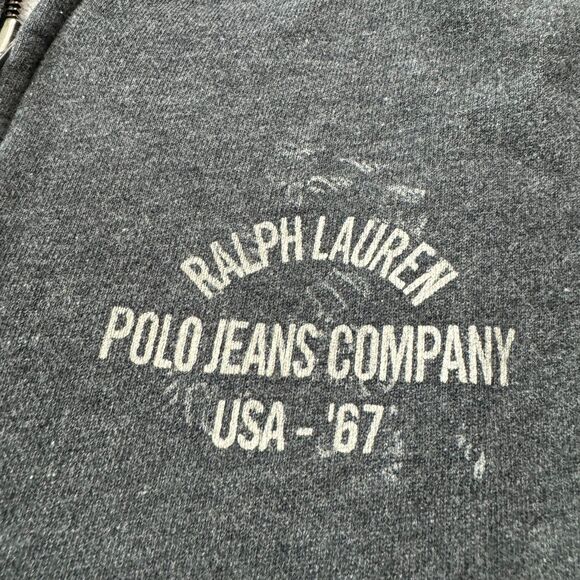 RALPH LAUREN
POLO JEANS COMPANY
USA - '67